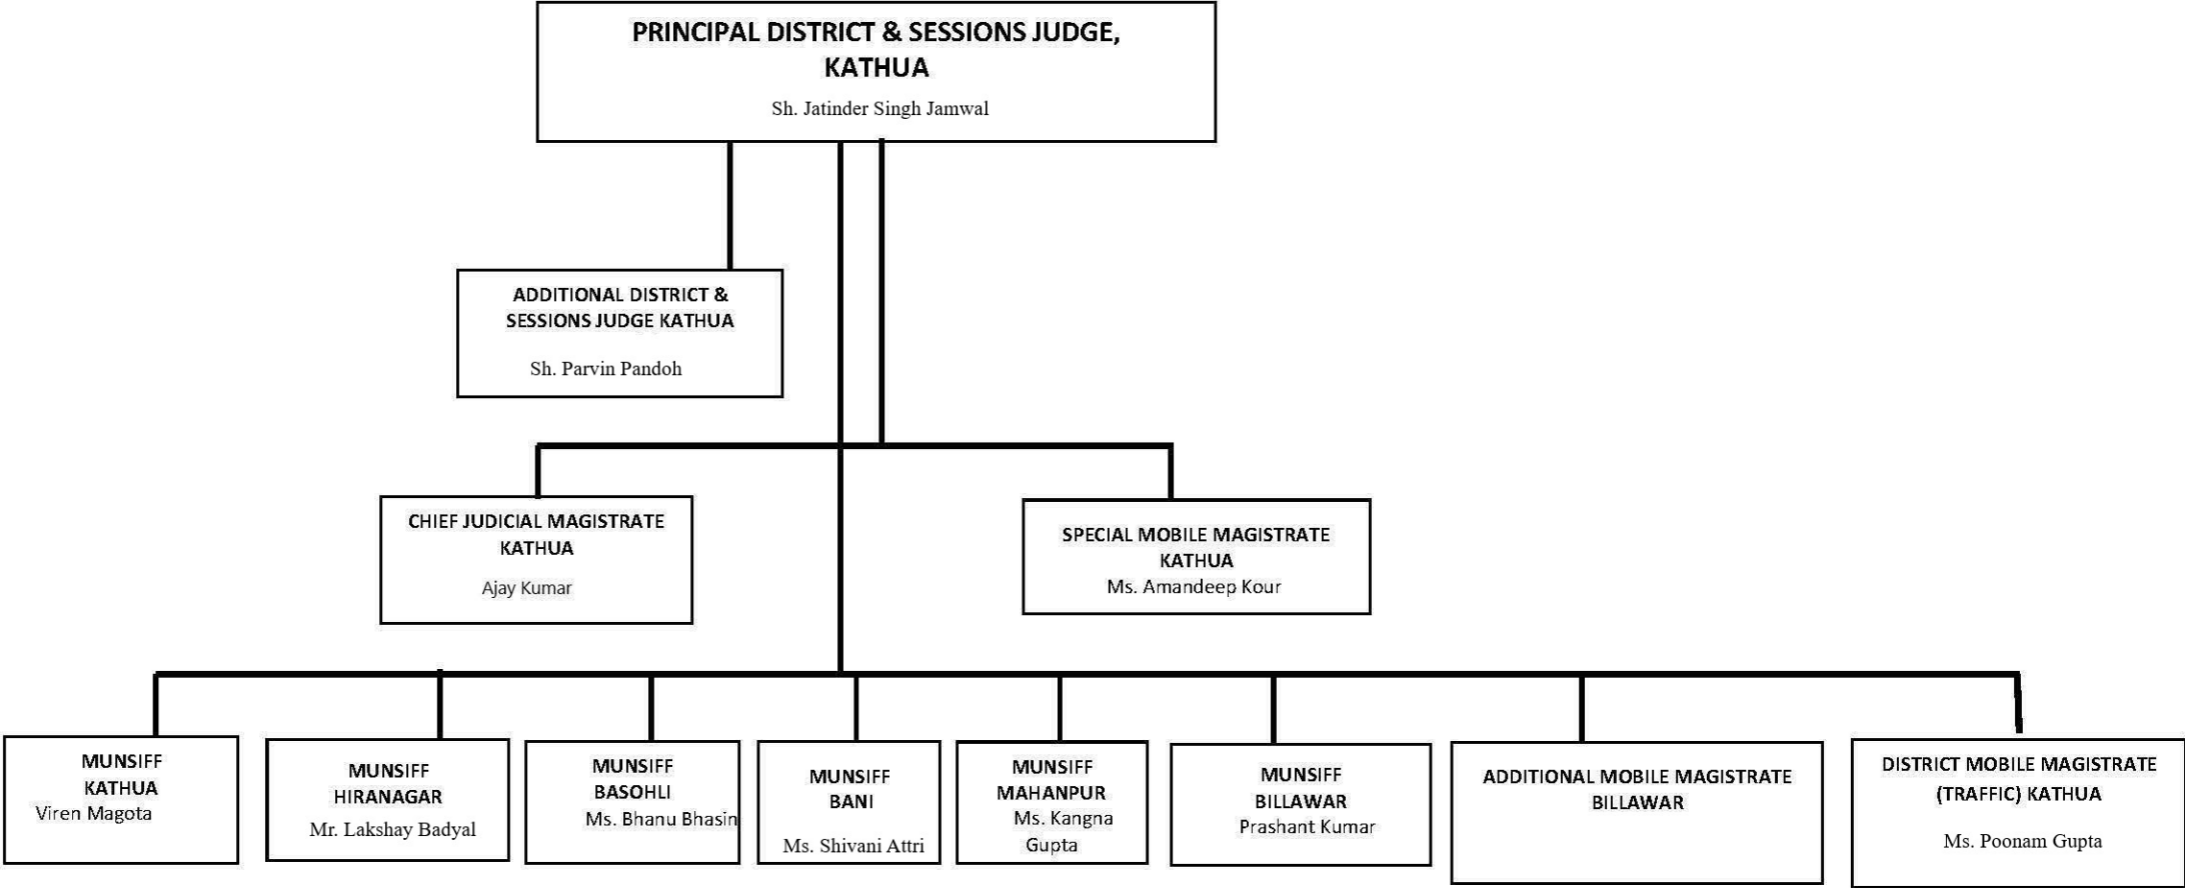 PRINCIPAL DISTRICT & SESSIONS JUDGE,
KATHUA
Sh. Jatinder Singh Jamwal
ADDITIONAL DISTRICT &
SESSIONS JUDGE KATHUA
Sh. Parvin Pandoh
CHIEF JUDICIAL MAGISTRATE
KATHUA
Ajay Kumar
SPECIAL MOBILE MAGISTRATE
KATHUA
Ms. Amandeep Kour
MUNSIFF
KATHUA
Viren Magota
MUNSIFF
HIRANAGAR
Mr. Lakshay Badyal
MUNSIFF
BASOHLI
Ms. Bhanu Bhasin
MUNSIFF
BANI
Ms. Shivani Attri
MUNSIFF
MAHANPUR
Ms. Kangna
Gupta
MUNSIFF
BILLAWAR
Prashant Kumar
ADDITIONAL MOBILE MAGISTRATE
BILLAWAR
DISTRICT MOBILE MAGISTRATE
(TRAFFIC) KATHUA
Ms. Poonam Gupta